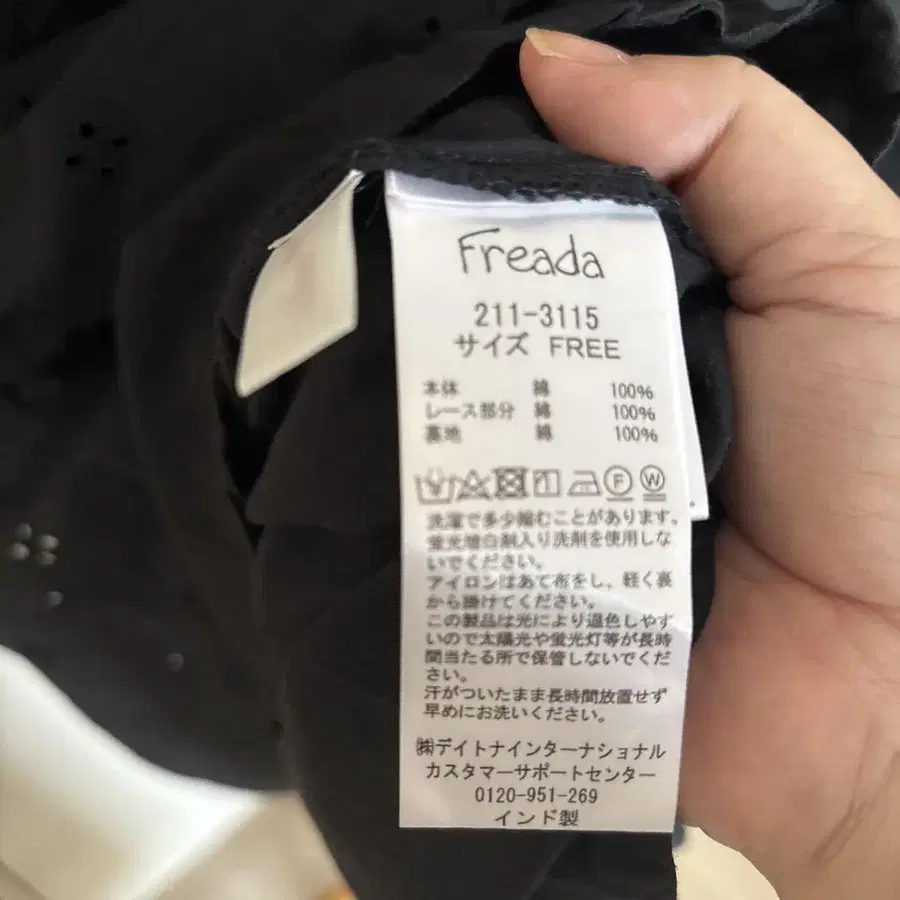 Freada
211-3115
サイズ FREE
本体 綿 100%
レース部分 綿 100%
裏地 綿 100%
F W
洗濯で多少縮むことがあります。
蛍光増白剤入り洗剤を使用しな
いでください。
アイロンはあて布をし、軽く裏
から掛けてください。
この製品は光により退色しやす
いので太陽光や蛍光灯等が長時
間当たる所で保管しないでくだ
さい。
汗がついたまま長時間放置せず
早めにお洗いください。
㈱デイトナインターナショナル
カスタマーサポートセンター
0120-951-269
インド製